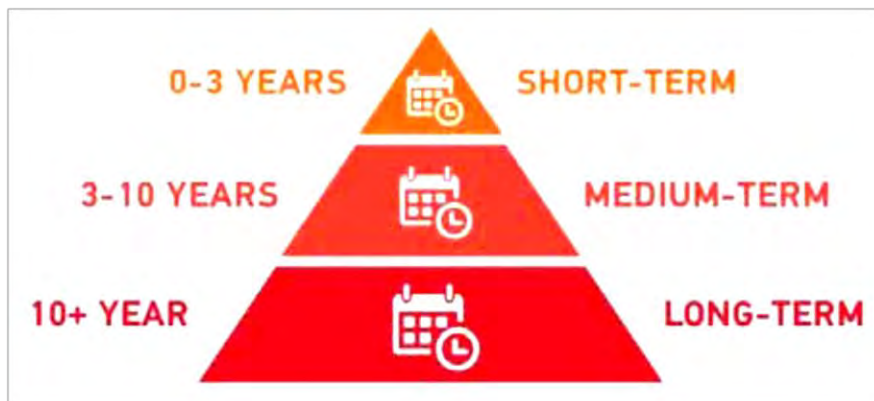 0-3 YEARS SHORT-TERM
3-10 YEARS MEDIUM-TERM
10+ YEAR LONG-TERM